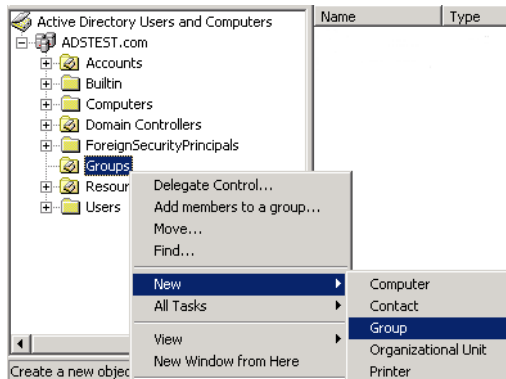 Active Directory Users and Computers
ADSTEST.com
Accounts
Builtin
Computers
Domain Controllers
ForeignSecurityPrincipals
Groups
Resour
Users
Name Type
Delegate Control...
Add members to a group...
Move...
Find...
New
All Tasks
View
New Window from Here
Computer
Contact
Group
Organizational Unit
Printer
Create a new objec